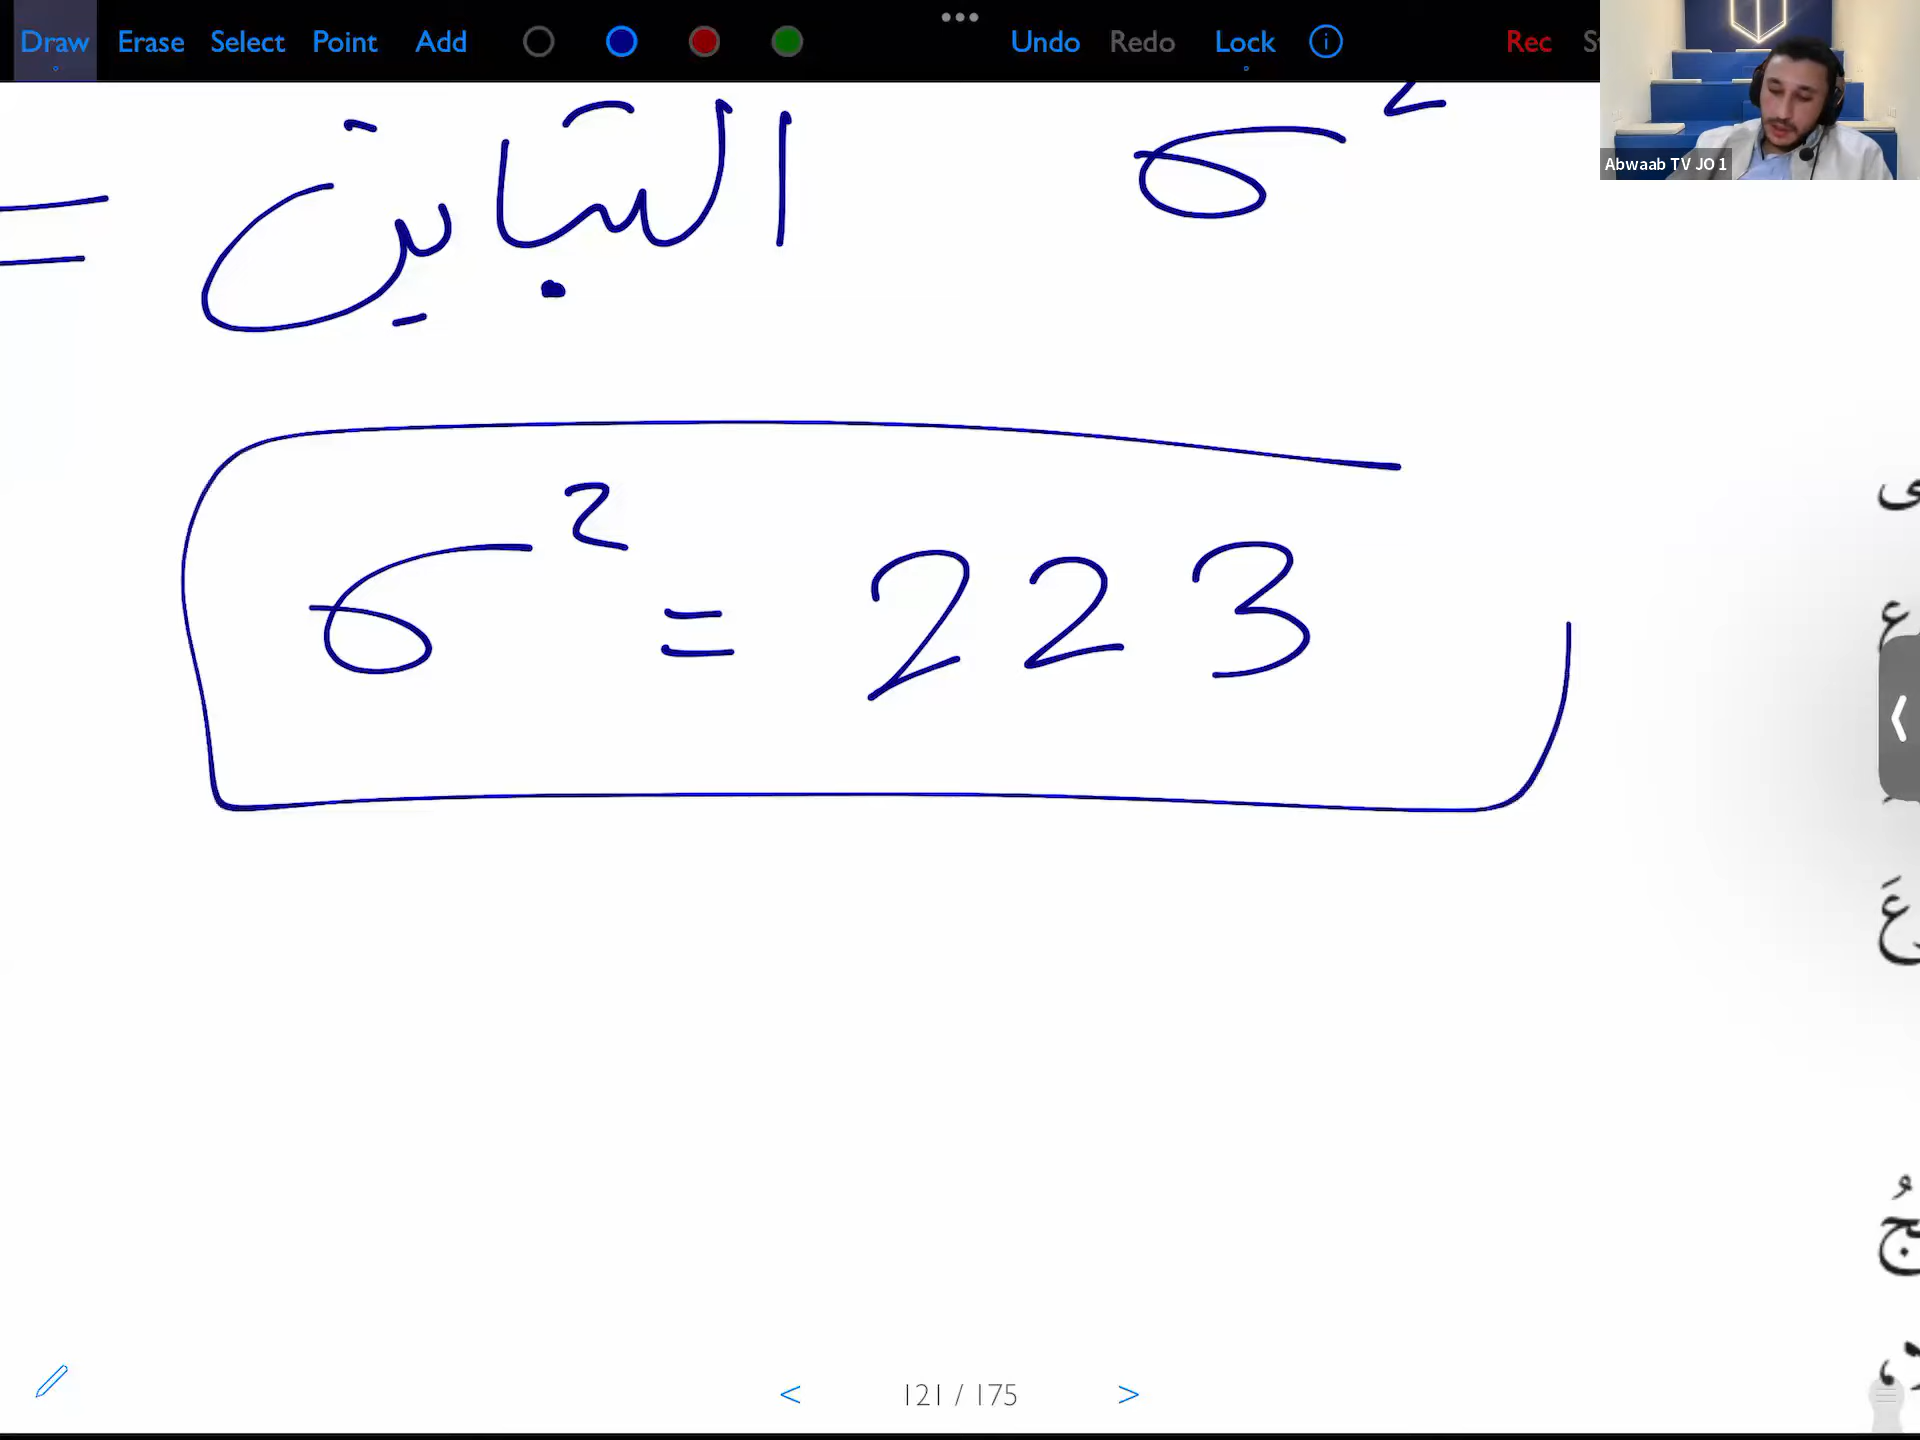 Draw Erase Select Point Add Undo Redo Lock Rec
Abwaab TV JO 1
= التباين σ²
σ² = 223
< 121 / 175 >